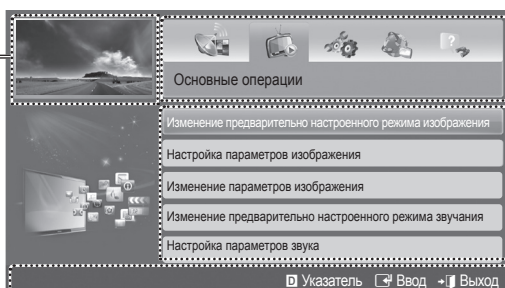 Основные операции
Изменение предварительно настроенного режима изображения
Настройка параметров изображения
Изменение параметров изображения
Изменение предварительно настроенного режима звучания
Настройка параметров звука
D Указатель Ввод Выход